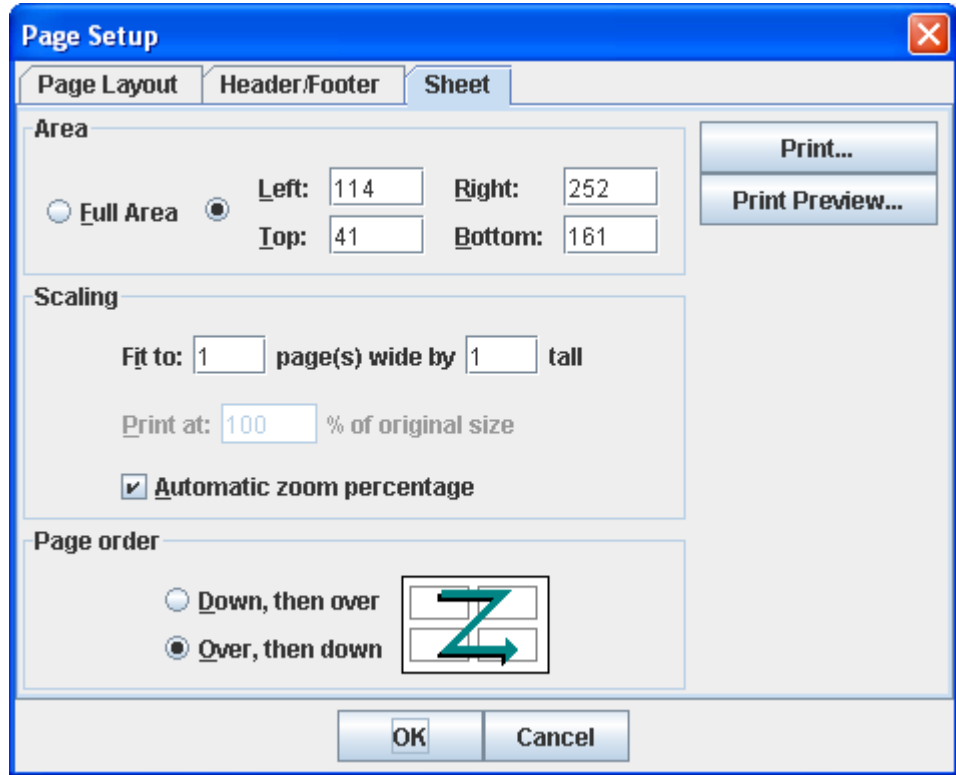 Page Setup
Page Layout Header/Footer Sheet
Area
Full Area Left: 114 Right: 252
Top: 41 Bottom: 161
Print...
Print Preview...
Scaling
Fit to: 1 page(s) wide by 1 tall
Print at: 100 % of original size
Automatic zoom percentage
Page order
Down, then over
Over, then down
OK Cancel